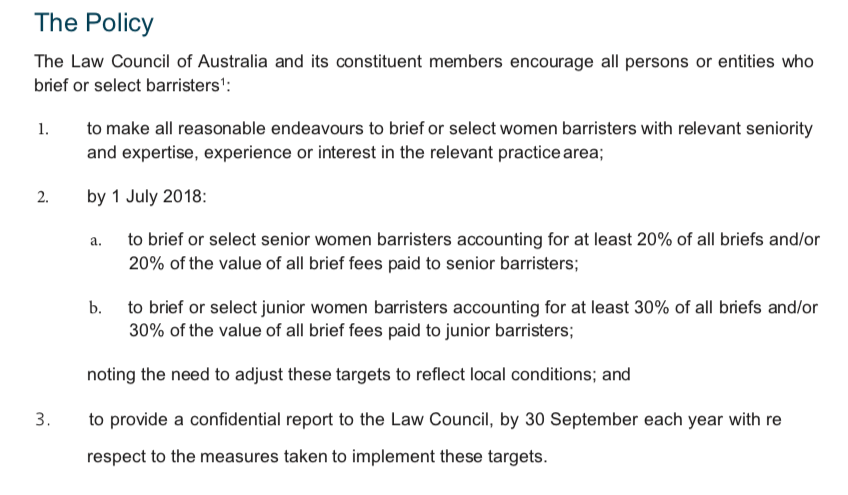 The Policy
The Law Council of Australia and its constituent members encourage all persons or entities who
brief or select barristers¹:
1. to make all reasonable endeavours to brief or select women barristers with relevant seniority
and expertise, experience or interest in the relevant practice area;
2. by 1 July 2018:
a. to brief or select senior women barristers accounting for at least 20% of all briefs and/or
20% of the value of all brief fees paid to senior barristers;
b. to brief or select junior women barristers accounting for at least 30% of all briefs and/or
30% of the value of all brief fees paid to junior barristers;
noting the need to adjust these targets to reflect local conditions; and
3. to provide a confidential report to the Law Council, by 30 September each year with re
respect to the measures taken to implement these targets.